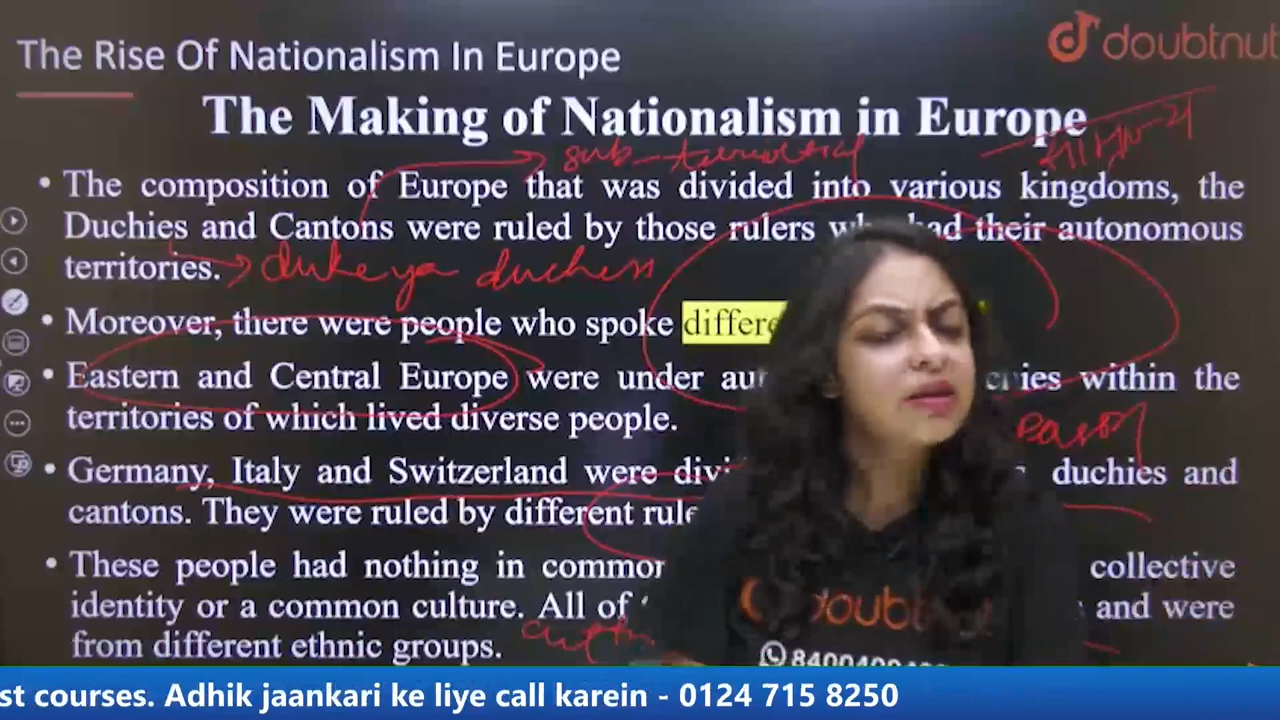 The Rise Of Nationalism In Europe
doubtnut
The Making of Nationalism in Europe
sub-territorial
• The composition of Europe that was divided into various kingdoms, the
Duchies and Cantons were ruled by those rulers had their autonomous
territories. → duke ya duchess
• Moreover, there were people who spoke
• Eastern and Central Europe were under within the
territories of which lived diverse people.
• Germany, Italy and Switzerland were duchies and
cantons. They were ruled by different
• These people had nothing in common collective
identity or a common culture. All of and were
from different ethnic groups.
doubtnut
st courses. Adhik jaankari ke liye call karein - 0124 715 8250